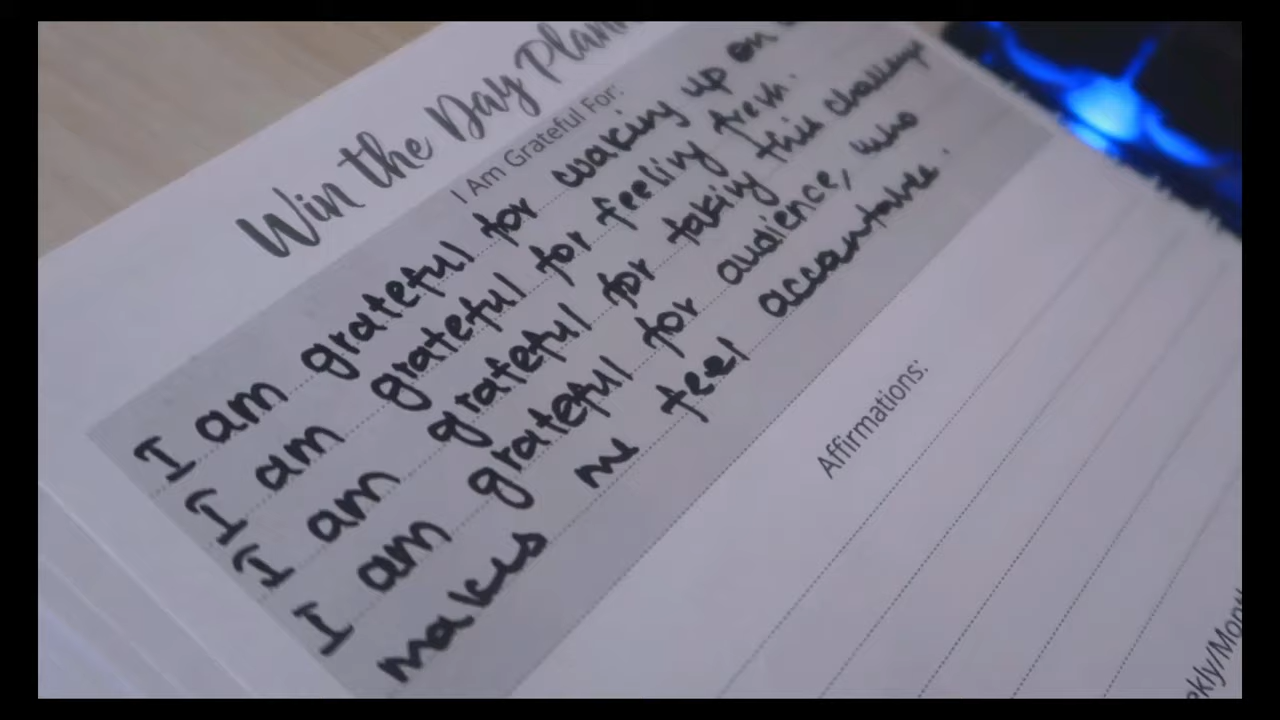 Win the Day
I Am Grateful For:
I am grateful for waking up on
I am grateful for feeling fresh.
I am grateful for taking this challenge
I am grateful for audience, who
makes me feel accountable.
Affirmations: